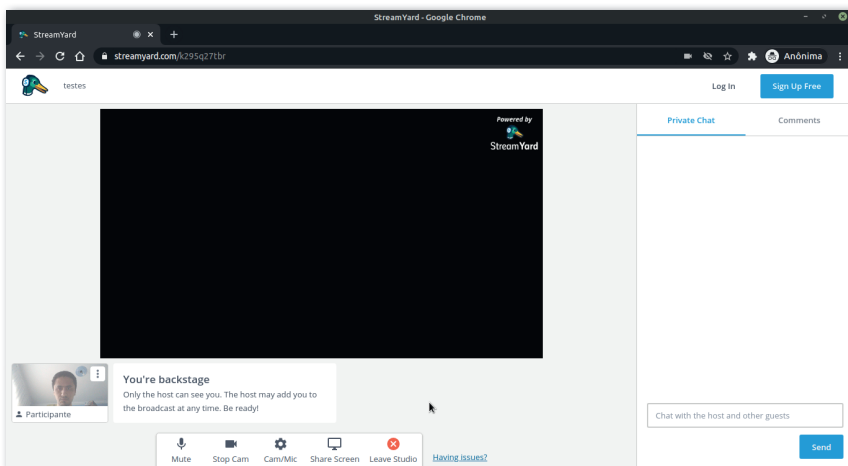 StreamYard - Google Chrome
StreamYard
streamyard.com/k295q27tbr
Anônima
testes
Log In
Sign Up Free
Powered by
StreamYard
Private Chat
Comments
You're backstage
Only the host can see you. The host may add you to
the broadcast at any time. Be ready!
Participante
Chat with the host and other guests
Send
Mute
Stop Cam
Cam/Mic
Share Screen
Leave Studio
Having issues?